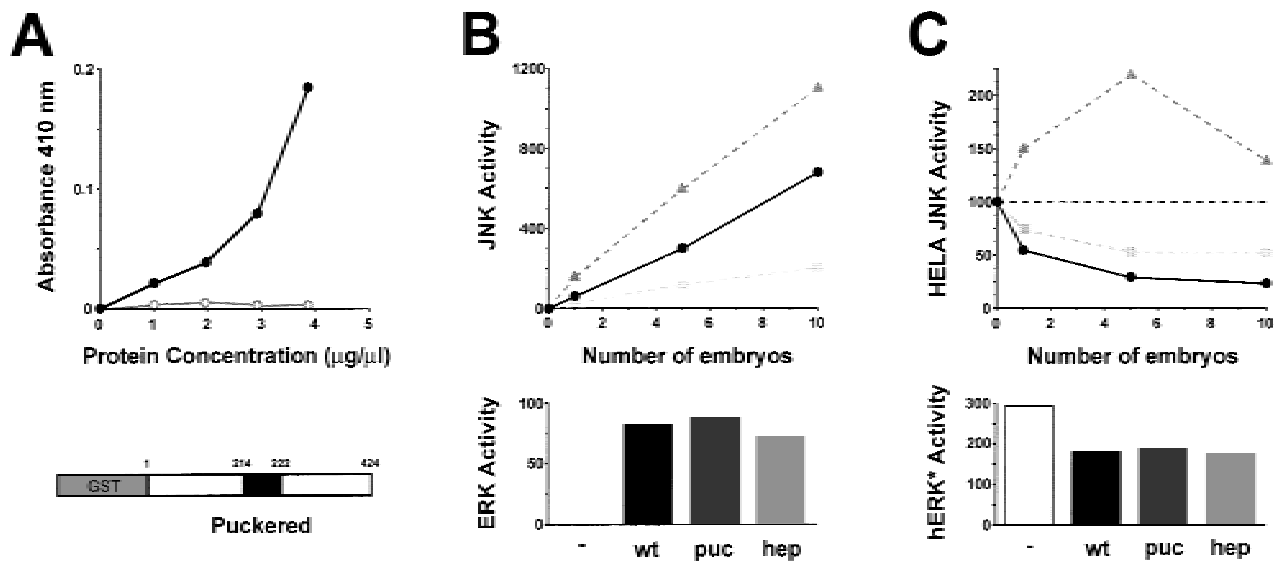 A
Absorbance 410 nm
0.2
0.1
0
0 1 2 3 4 5
Protein Concentration (µg/µl)
1 214 222 424
GST
Puckered
B
JNK Activity
1200
800
400
0
0 2 4 6 8 10
Number of embryos
ERK Activity
100
50
0
- wt puc hep
C
HELA JNK Activity
200
150
100
50
0
0 2 4 6 8 10
Number of embryos
hERK* Activity
300
200
100
0
- wt puc hep